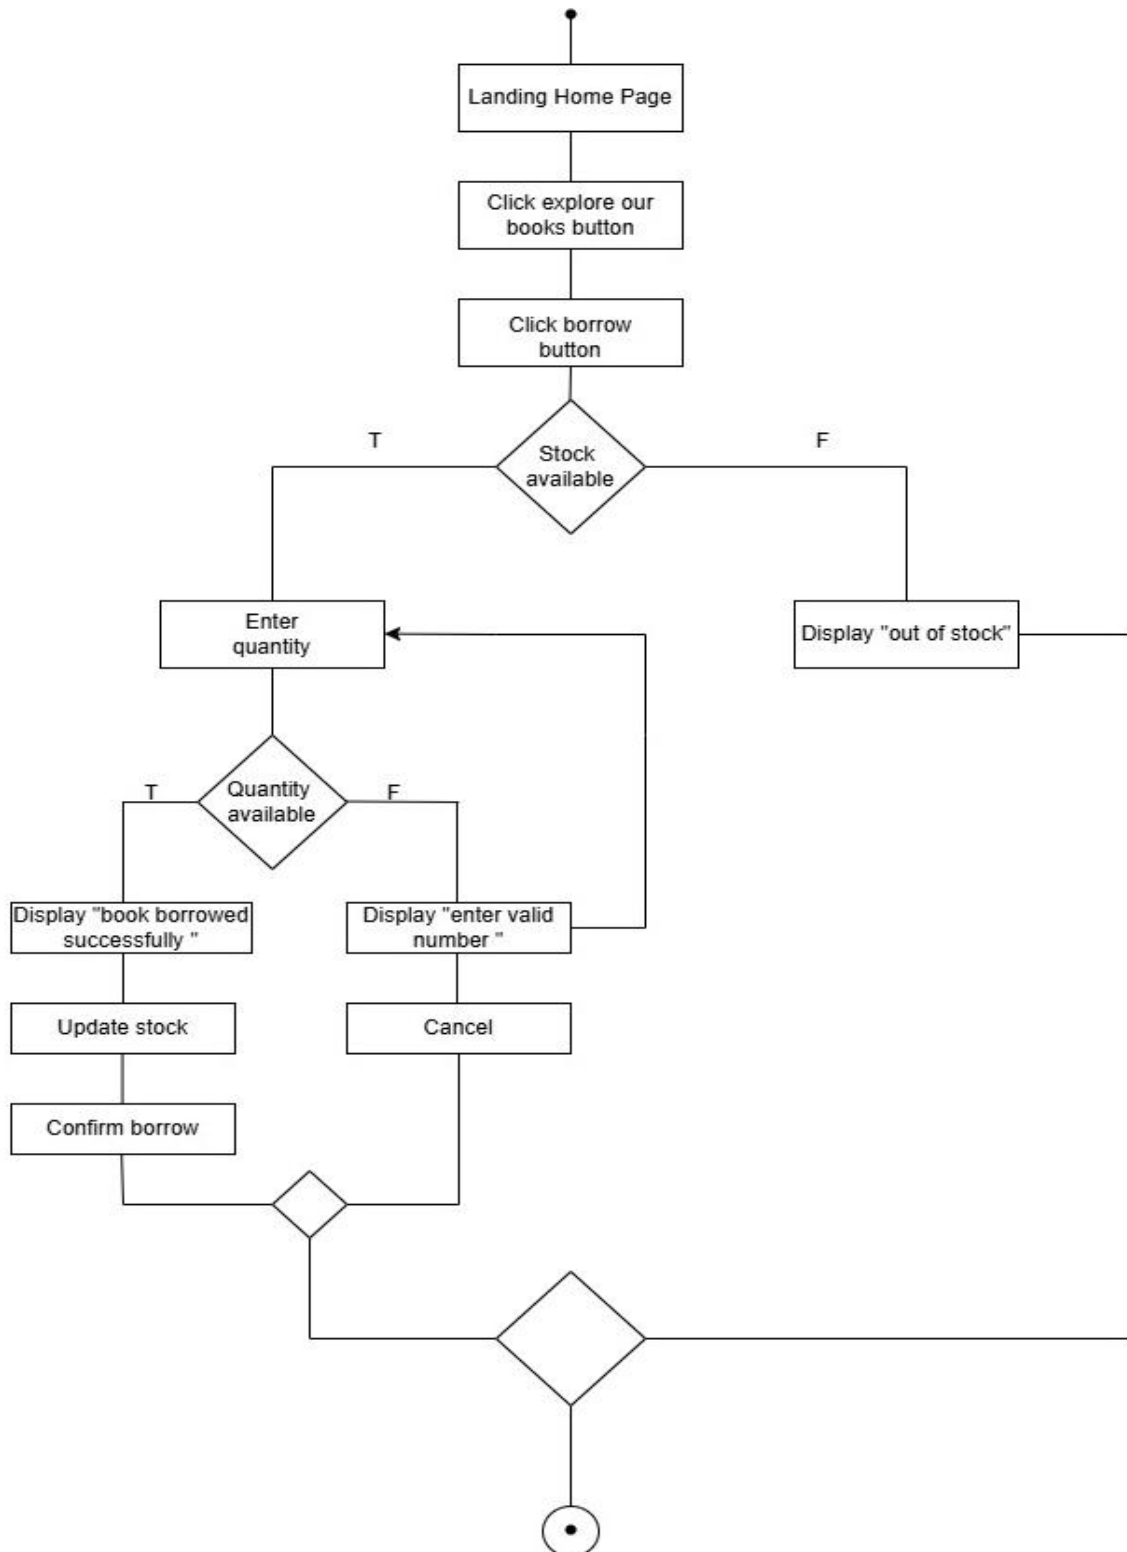 Landing Home Page
Click explore our
books button
Click borrow
button
T
F
Stock
available
Enter
quantity
Display "out of stock"
T
F
Quantity
available
Display "book borrowed
successfully "
Display "enter valid
number "
Update stock
Cancel
Confirm borrow